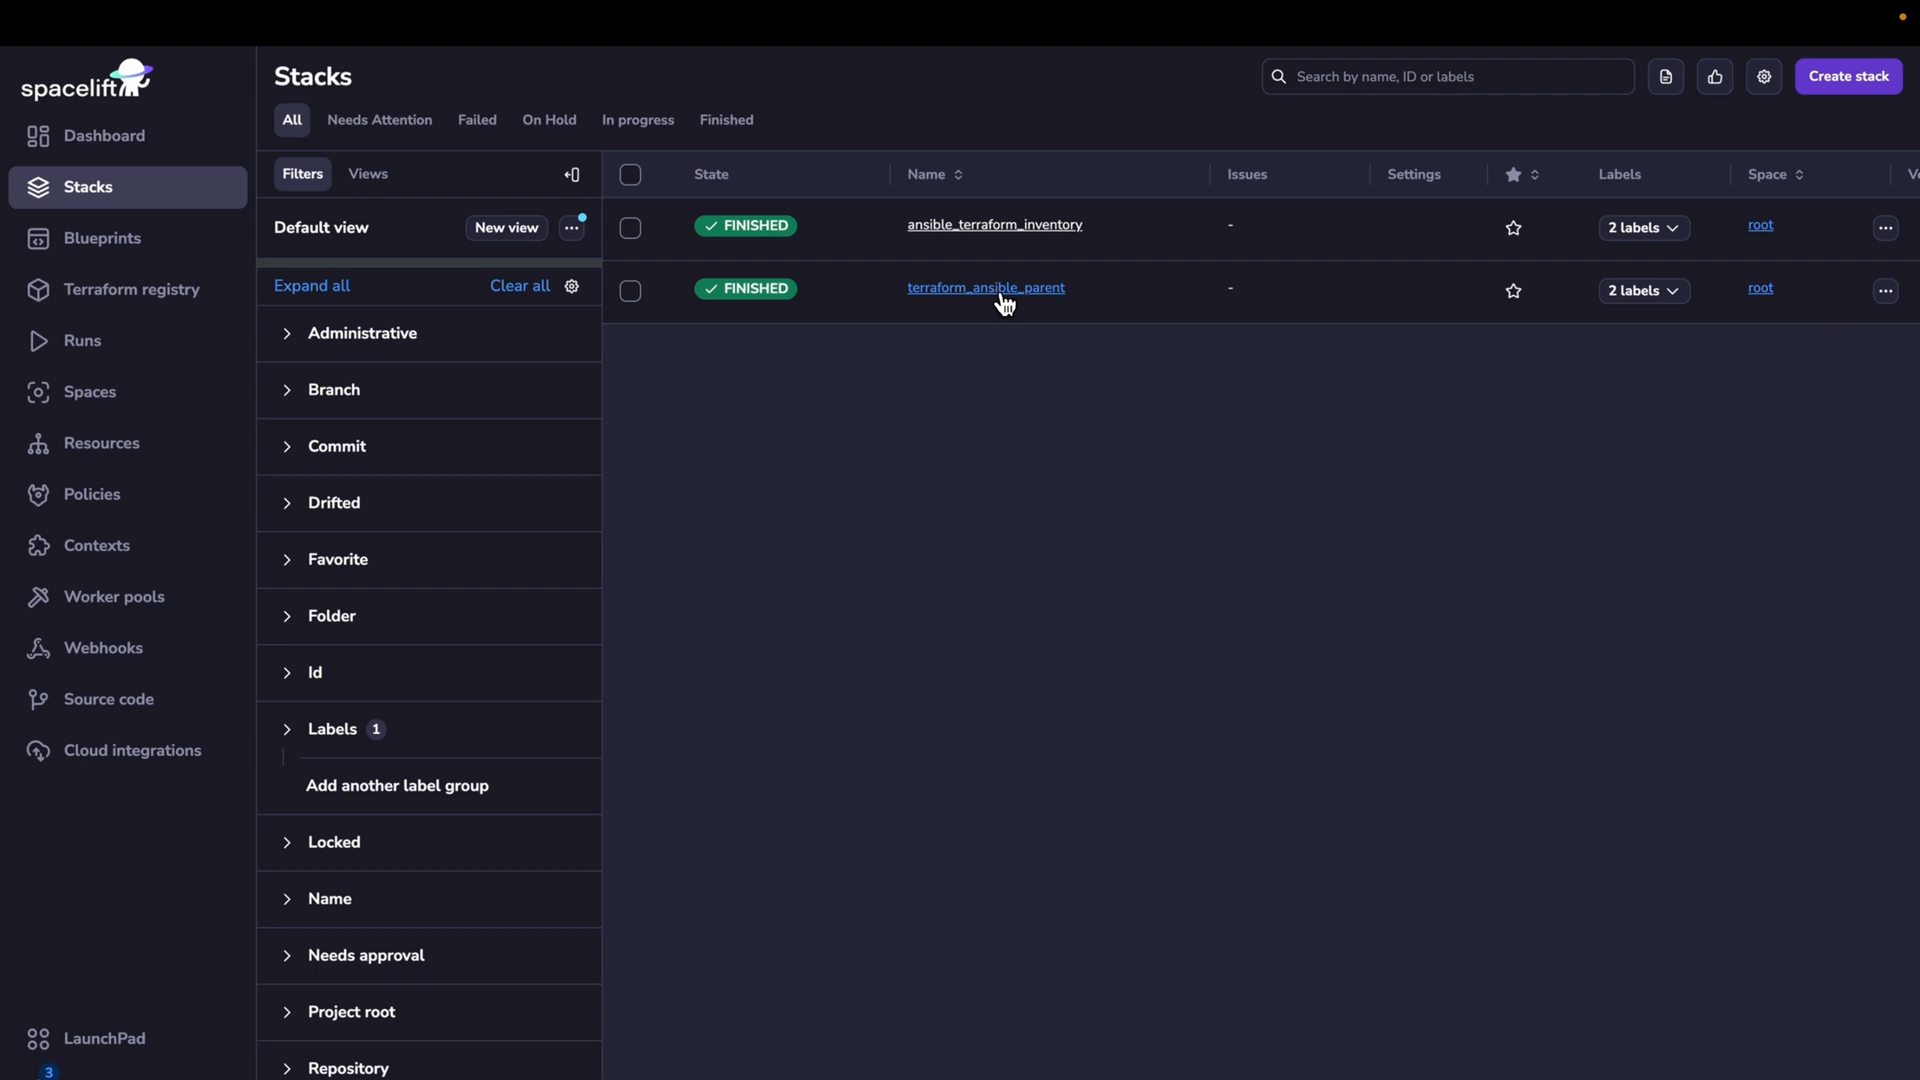 spacelift
Dashboard
Stacks
Blueprints
Terraform registry
Runs
Spaces
Resources
Policies
Contexts
Worker pools
Webhooks
Source code
Cloud integrations
LaunchPad
3
Stacks
Search by name, ID or labels
Create stack
All Needs Attention Failed On Hold In progress Finished
Filters Views
Default view New view
Expand all Clear all
Administrative
Branch
Commit
Drifted
Favorite
Folder
Id
Labels 1
Add another label group
Locked
Name
Needs approval
Project root
Repository
State Name Issues Settings Labels Space
FINISHED ansible_terraform_inventory - 2 labels root
FINISHED terraform_ansible_parent - 2 labels root